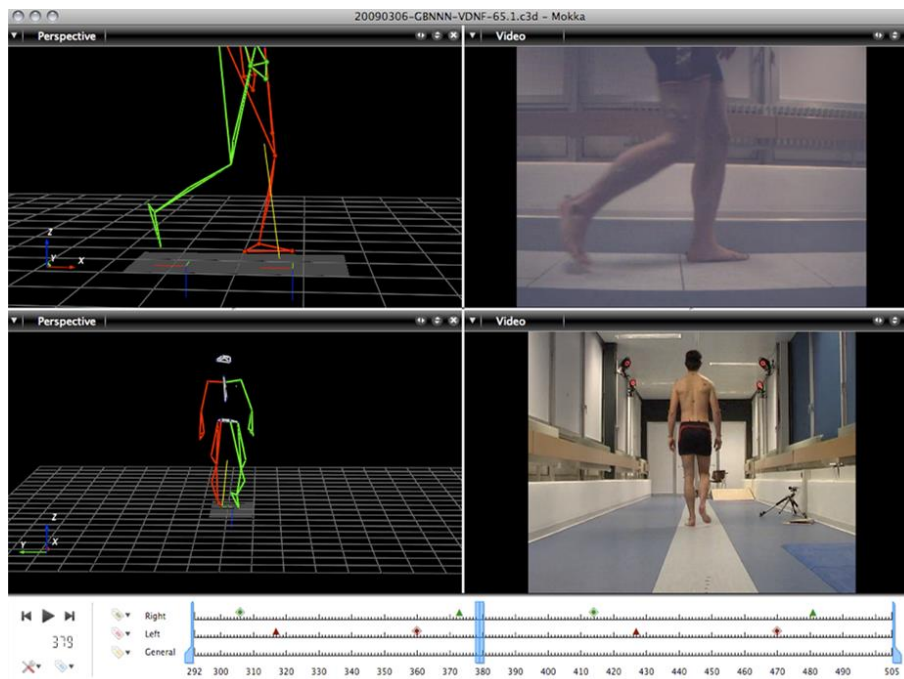 20090306-GBNNN-VDNF-65.1.c3d – Mokka
Perspective
Video
Z
Y
X
Perspective
Video
Z
Y
X
Right
Left
General
379
292 300 310 320 330 340 350 360 370 380 390 400 410 420 430 440 450 460 470 480 490 505